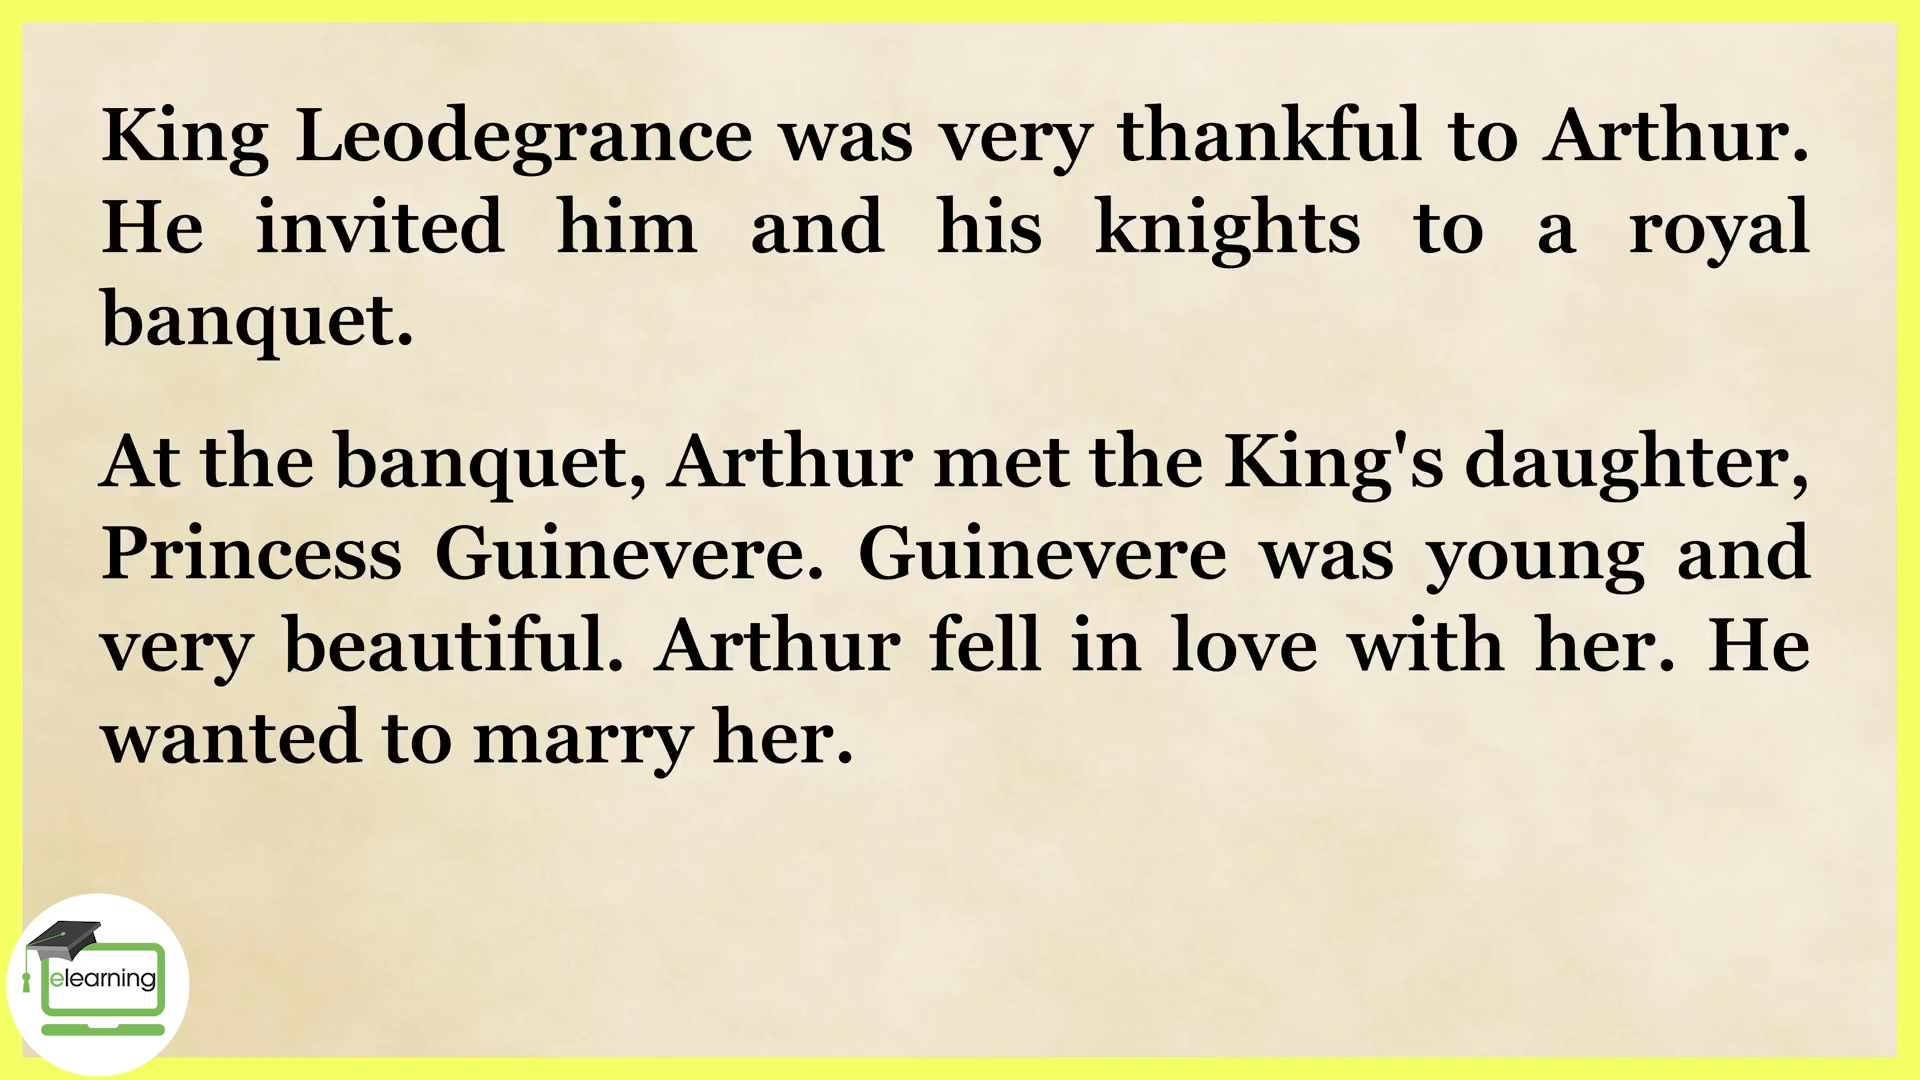 King Leodegrance was very thankful to Arthur.
He invited him and his knights to a royal
banquet.
At the banquet, Arthur met the King's daughter,
Princess Guinevere. Guinevere was young and
very beautiful. Arthur fell in love with her. He
wanted to marry her.
elearning